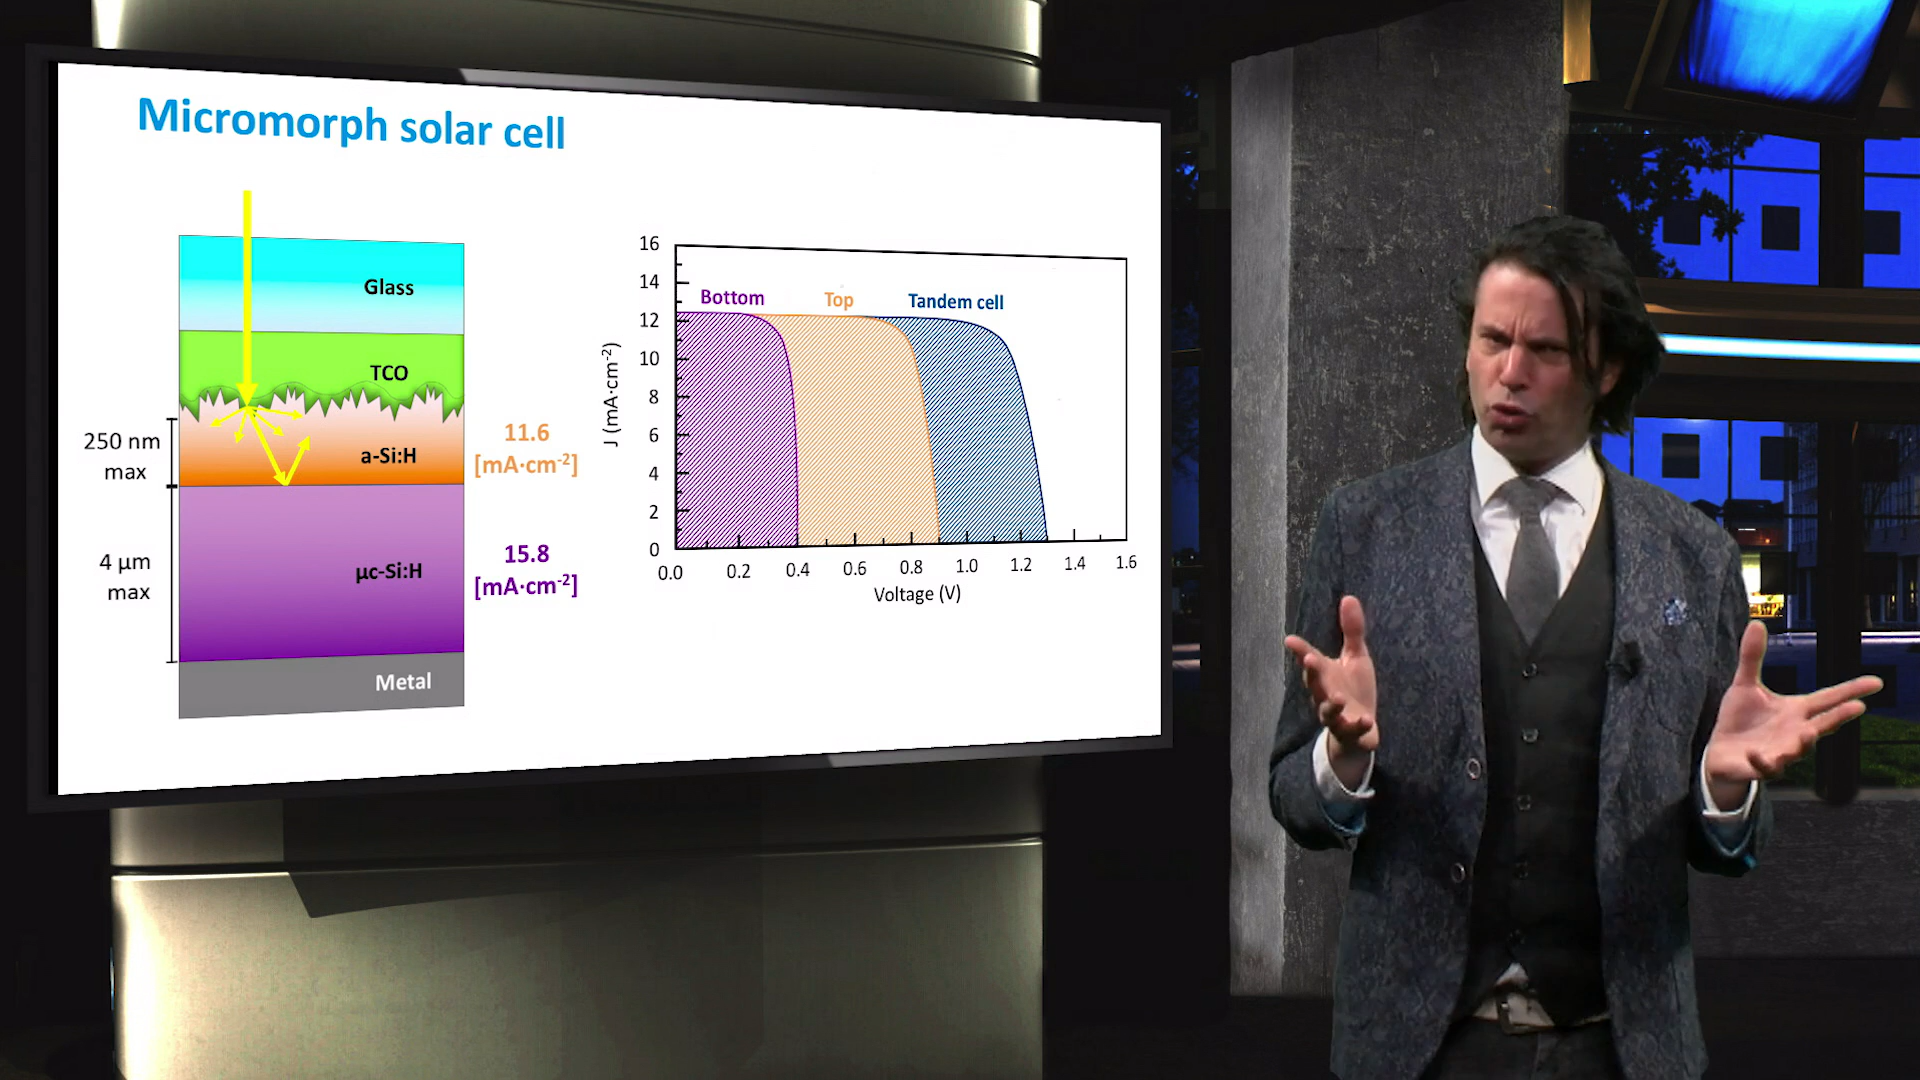 Micromorph solar cell
Glass
TCO
250 nm
max
a-Si:H
11.6
[mA·cm-2]
4 µm
max
µc-Si:H
15.8
[mA·cm-2]
Metal
16
14
12
10
8
6
4
2
0
J (mA·cm-2)
Bottom
Top
Tandem cell
0.0
0.2
0.4
0.6
0.8
1.0
1.2
1.4
1.6
Voltage (V)